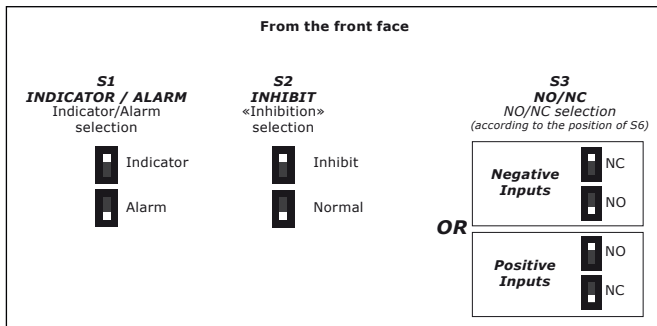 From the front face
S1
INDICATOR / ALARM
Indicator/Alarm
selection
Indicator
Alarm
S2
INHIBIT
«Inhibition»
selection
Inhibit
Normal
S3
NO/NC
NO/NC selection
(according to the position of S6)
Negative
Inputs
NC
NO
OR
Positive
Inputs
NO
NC